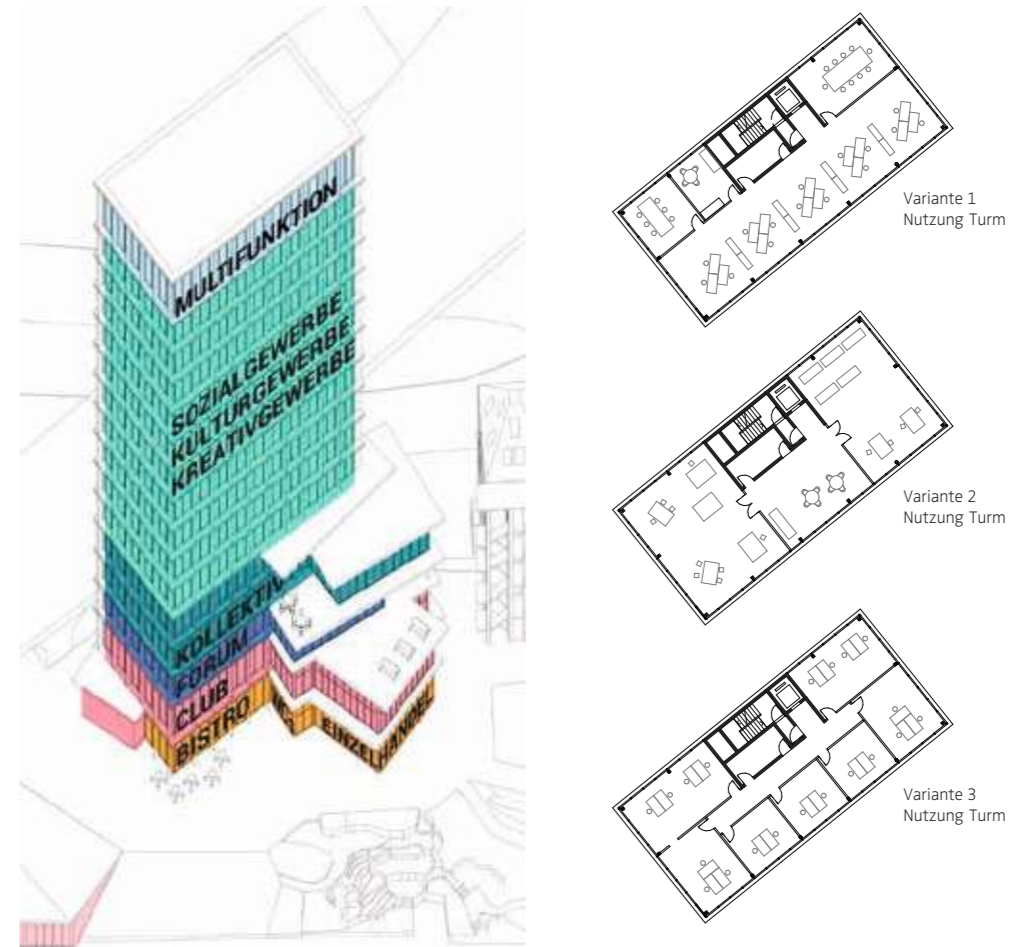 MULTIFUNKTION
SOZIALGEWERBE
KULTURGEWERBE
KREATIVGEWERBE
KOLLEKTIV
FORUM
CLUB
BISTRO
EINZELHANDEL
Variante 1
Nutzung Turm
Variante 2
Nutzung Turm
Variante 3
Nutzung Turm